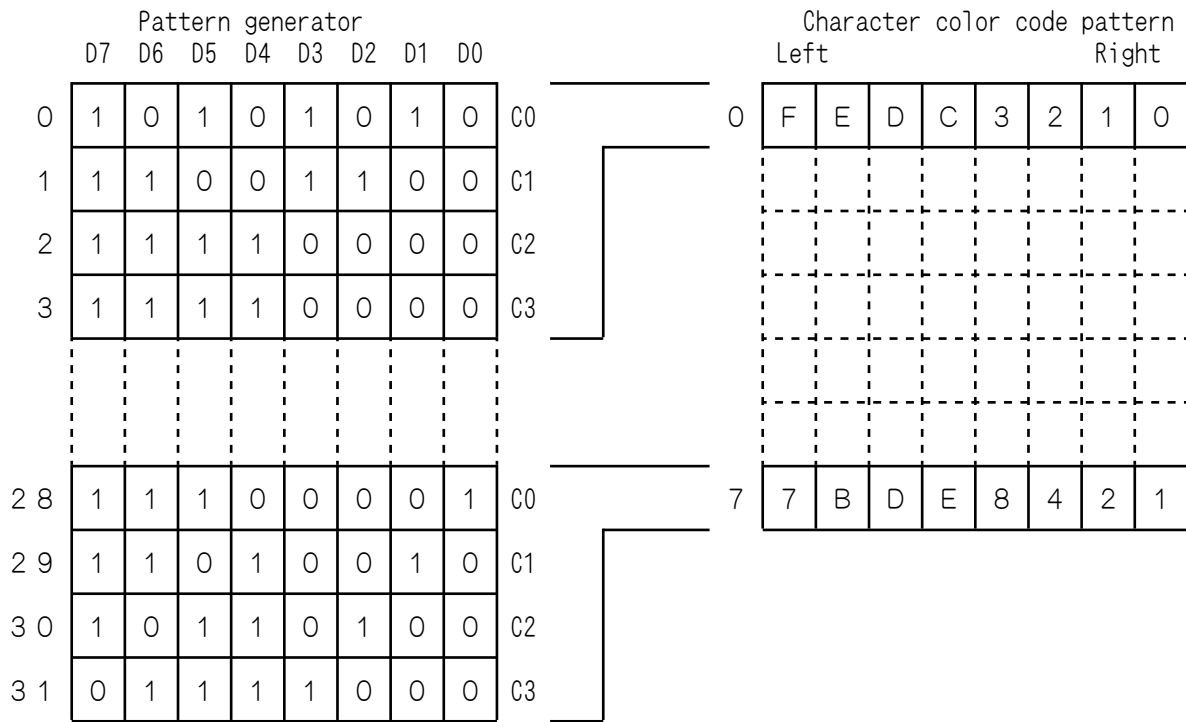 Pattern generator Character color code pattern
D7 D6 D5 D4 D3 D2 D1 D0 Left Right
0 1 0 1 0 1 0 1 0 C0 0 F E D C 3 2 1 0
1 1 1 0 0 1 1 0 0 C1
2 1 1 1 1 0 0 0 0 C2
3 1 1 1 1 0 0 0 0 C3
28 1 1 1 0 0 0 0 1 C0 7 7 B D E 8 4 2 1
29 1 1 0 1 0 0 1 0 C1
30 1 0 1 1 0 1 0 0 C2
31 0 1 1 1 1 0 0 0 C3